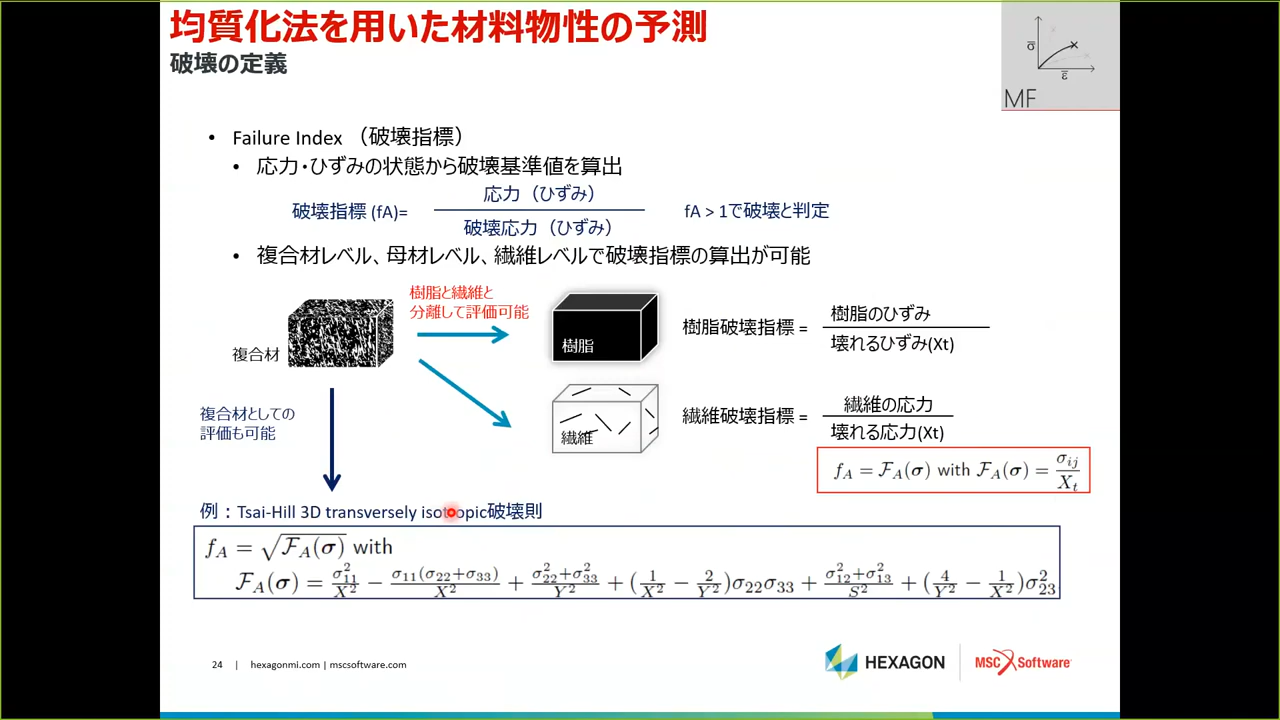 均質化法を用いた材料物性の予測
破壊の定義
σ
ε
MF
• Failure Index （破壊指標）
• 応力・ひずみの状態から破壊基準値を算出
破壊指標 (fA)=
応力（ひずみ）
破壊応力（ひずみ）
fA > 1で破壊と判定
• 複合材レベル、母材レベル、繊維レベルで破壊指標の算出が可能
複合材
樹脂と繊維と
分離して評価可能
樹脂
樹脂破壊指標 =
樹脂のひずみ
壊れるひずみ(Xt)
繊維
繊維破壊指標 =
繊維の応力
壊れる応力(Xt)
f_A = F_A(σ) with F_A(σ) = σ_ij / X_t
複合材としての
評価も可能
例：Tsai-Hill 3D transversely isotropic破壊則
f_A = √F_A(σ) with
F_A(σ) = σ₁₁²/X² − σ₁₁(σ₂₂+σ₃₃)/X² + (σ₂₂²+σ₃₃²)/Y² + (1/X² − 2/Y²)σ₂₂σ₃₃ + (σ₁₂²+σ₁₃²)/S² + (4/Y² − 1/X²)σ₂₃²
24 | hexagonmi.com | mscsoftware.com
HEXAGON
MSC Software